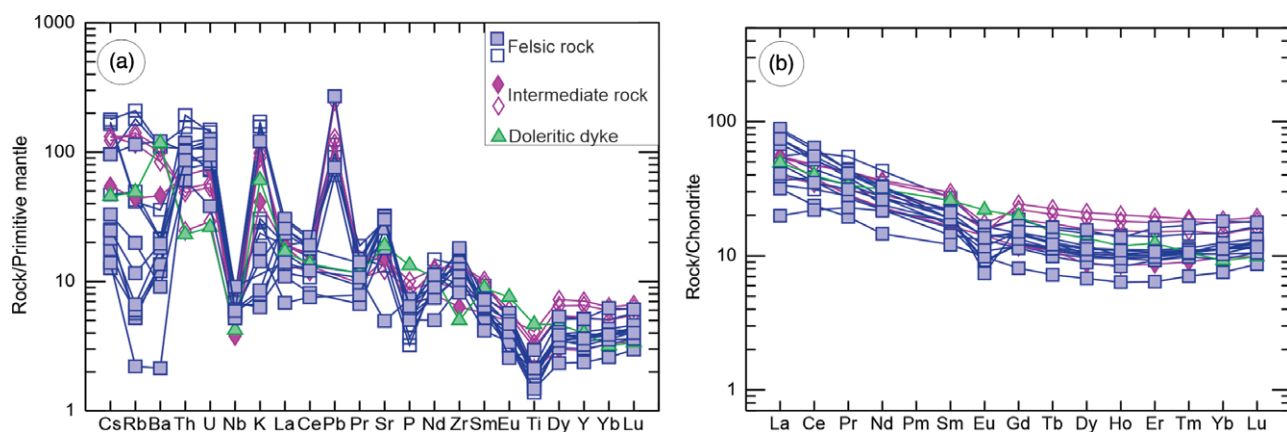 1000
100
10
1
Rock/Primitive mantle
(a)
Felsic rock
Intermediate rock
Doleritic dyke
Cs Rb Ba Th U Nb K La Ce Pb Pr Sr P Nd Zr Sm Eu Ti Dy Y Yb Lu
100
10
1
Rock/Chondrite
(b)
La Ce Pr Nd Pm Sm Eu Gd Tb Dy Ho Er Tm Yb Lu